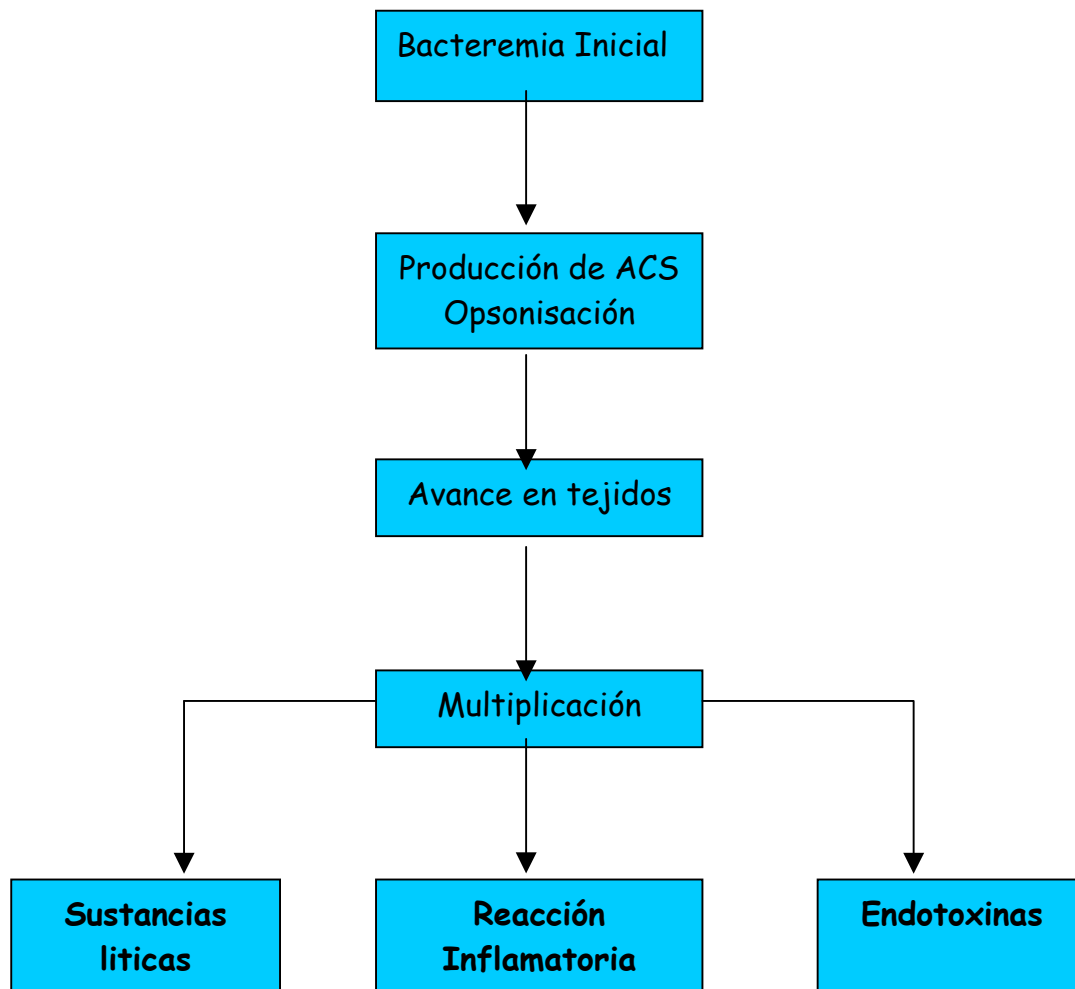 Bacteremia Inicial
Producción de ACS
Opsonisación
Avance en tejidos
Multiplicación
Sustancias
liticas
Reacción
Inflamatoria
Endotoxinas